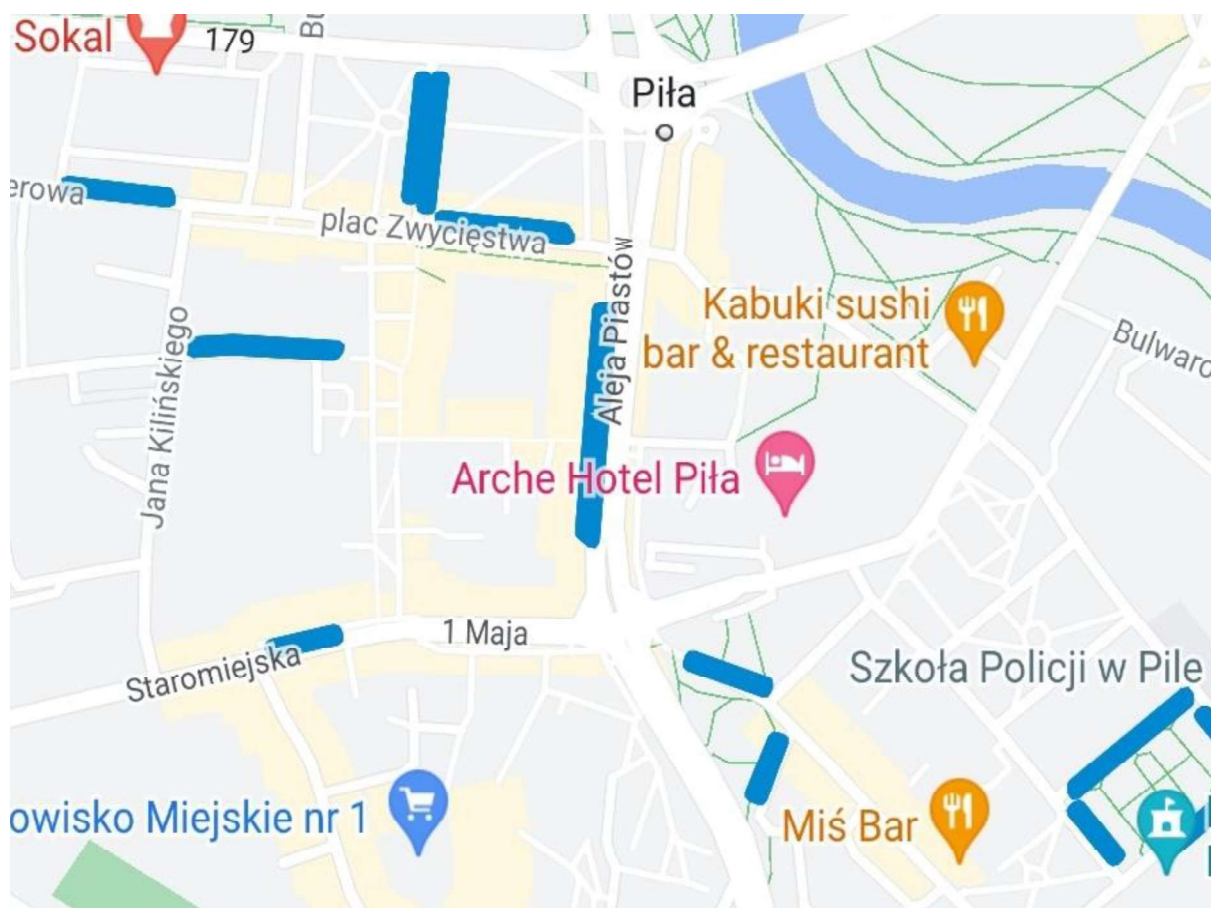 Sokal
179
Piła
erowa
plac Zwycięstwa
Aleja Piastów
Kabuki sushi
bar & restaurant
Bulwaro
Jana Kilińskiego
Arche Hotel Piła
1 Maja
Staromiejska
Szkoła Policji w Pile
owisko Miejskie nr 1
Miś Bar